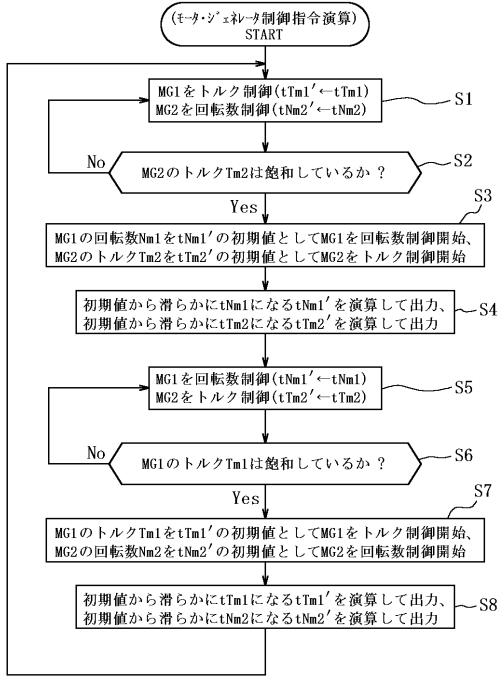 (ﾓｰﾀ･ｼﾞｪﾈﾚｰﾀ制御指令演算)
START
MG1をトルク制御(tTm1′←tTm1)
MG2を回転数制御(tNm2′←tNm2)
S1
MG2のトルクTm2は飽和しているか ?
S2
No
Yes
S3
MG1の回転数Nm1をtNm1′の初期値としてMG1を回転数制御開始、
MG2のトルクTm2をtTm2′の初期値としてMG2をトルク制御開始
初期値から滑らかにtNm1になるtNm1′を演算して出力、
初期値から滑らかにtTm2になるtTm2′を演算して出力
S4
MG1を回転数制御(tNm1′←tNm1)
MG2をトルク制御(tTm2′←tTm2)
S5
MG1のトルクTm1は飽和しているか ?
S6
No
Yes
S7
MG1のトルクTm1をtTm1′の初期値としてMG1をトルク制御開始、
MG2の回転数Nm2をtNm2′の初期値としてMG2を回転数制御開始
初期値から滑らかにtTm1になるtTm1′を演算して出力、
初期値から滑らかにtNm2になるtNm2′を演算して出力
S8